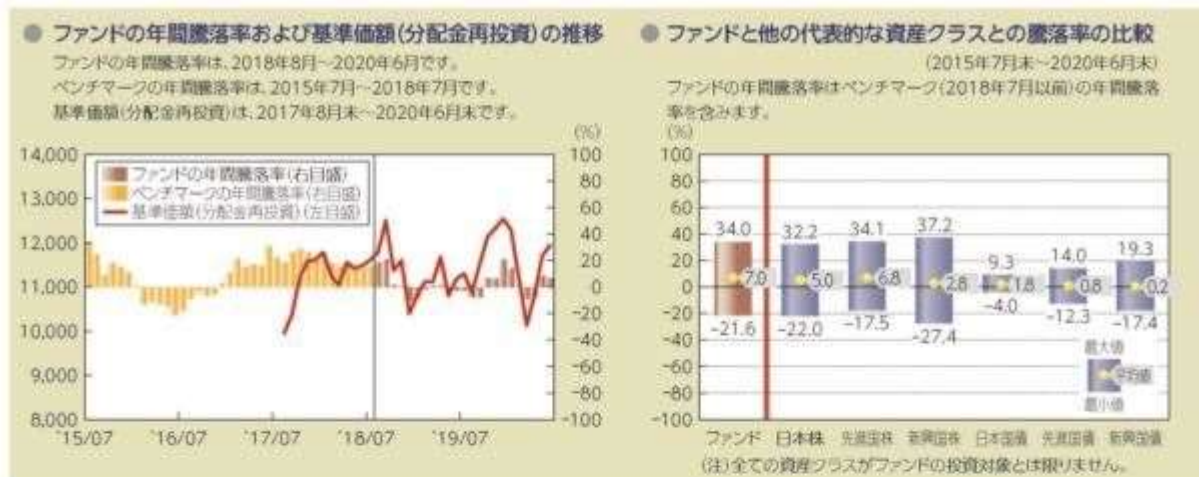 ● ファンドの年間騰落率および基準価額(分配金再投資)の推移
ファンドの年間騰落率は、2018年8月～2020年6月です。
ベンチマークの年間騰落率は、2015年7月～2018年7月です。
基準価額(分配金再投資)は、2017年8月末～2020年6月末です。
(%)
14,000
13,000
12,000
11,000
10,000
9,000
8,000
ファンドの年間騰落率(右目盛)
ベンチマークの年間騰落率(右目盛)
基準価額(分配金再投資)(左目盛)
100
80
60
40
20
0
-20
-40
-60
-80
-100
'15/07 '16/07 '17/07 '18/07 '19/07
● ファンドと他の代表的な資産クラスとの騰落率の比較
(2015年7月末～2020年6月末)
ファンドの年間騰落率はベンチマーク(2018年7月以前)の年間騰落
率を含みます。
(%)
100
80
60
40
20
0
-20
-40
-60
-80
-100
34.0 32.2 34.1 37.2 9.3 14.0 19.3
7.0 5.0 6.8 2.8 1.8 0.8 0.2
-21.6 -22.0 -17.5 -27.4 -4.0 -12.3 -17.4
最大値
平均値
最小値
ファンド 日本株 先進国株 新興国株 日本国債 先進国債 新興国債
(注)全ての資産クラスがファンドの投資対象とは限りません。